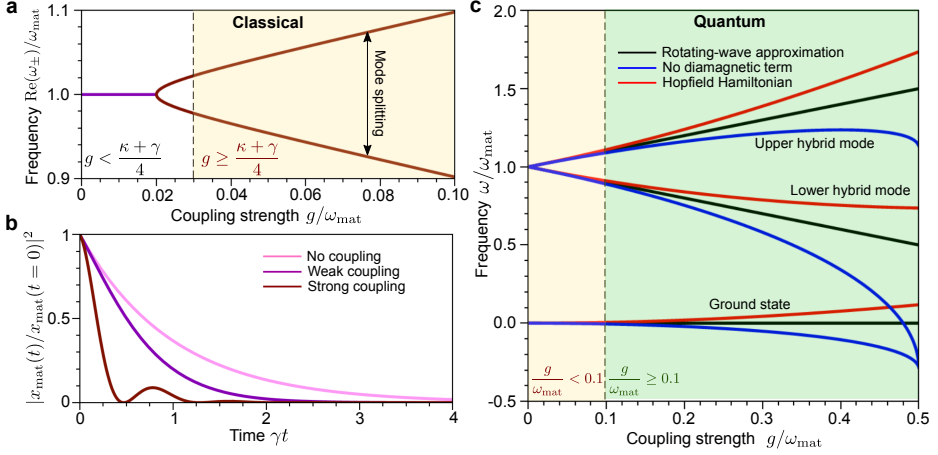 a
Classical
Frequency Re(ω±)/ωmat
1.1
1.0
0.9
Mode splitting
g < (κ + γ)/4
g ≥ (κ + γ)/4
0 0.02 0.04 0.06 0.08 0.10
Coupling strength g/ωmat
b
|xmat(t)/xmat(t = 0)|²
1
0.5
0
No coupling
Weak coupling
Strong coupling
0 1 2 3 4
Time γt
c
Quantum
Frequency ω/ωmat
2.0
1.5
1.0
0.5
0.0
-0.5
Rotating-wave approximation
No diamagnetic term
Hopfield Hamiltonian
Upper hybrid mode
Lower hybrid mode
Ground state
g/ωmat < 0.1
g/ωmat ≥ 0.1
0 0.1 0.2 0.3 0.4 0.5
Coupling strength g/ωmat